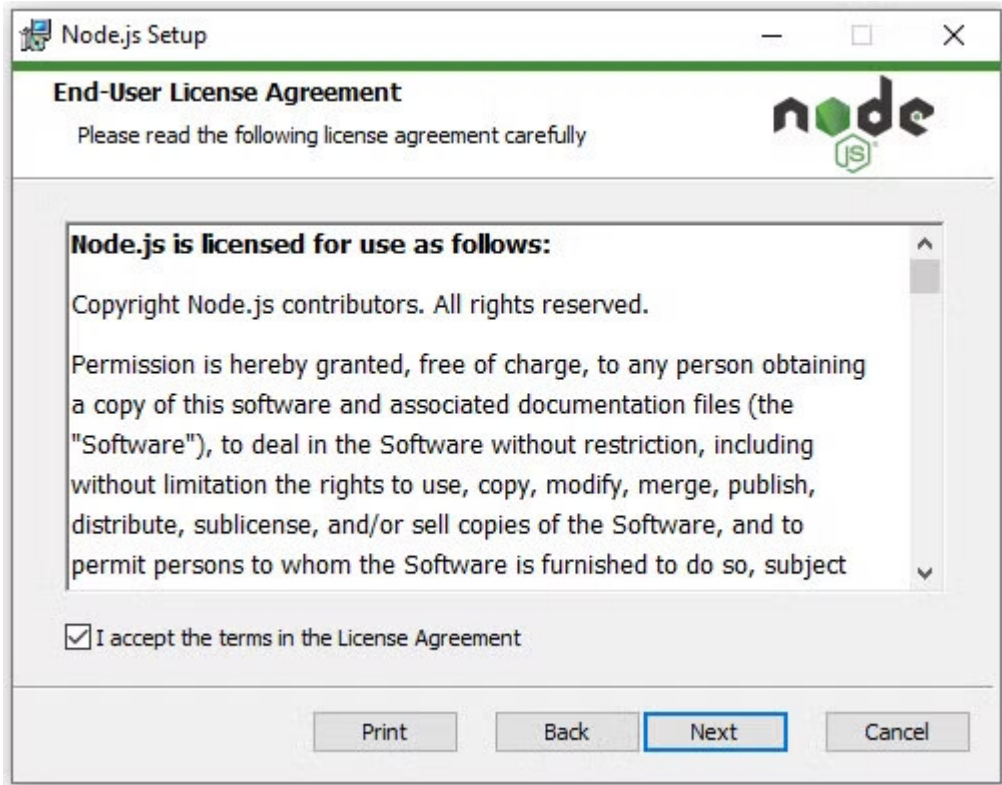 Node.js Setup
End-User License Agreement
Please read the following license agreement carefully
node
JS
Node.js is licensed for use as follows:
Copyright Node.js contributors. All rights reserved.
Permission is hereby granted, free of charge, to any person obtaining
a copy of this software and associated documentation files (the
"Software"), to deal in the Software without restriction, including
without limitation the rights to use, copy, modify, merge, publish,
distribute, sublicense, and/or sell copies of the Software, and to
permit persons to whom the Software is furnished to do so, subject
I accept the terms in the License Agreement
Print Back Next Cancel